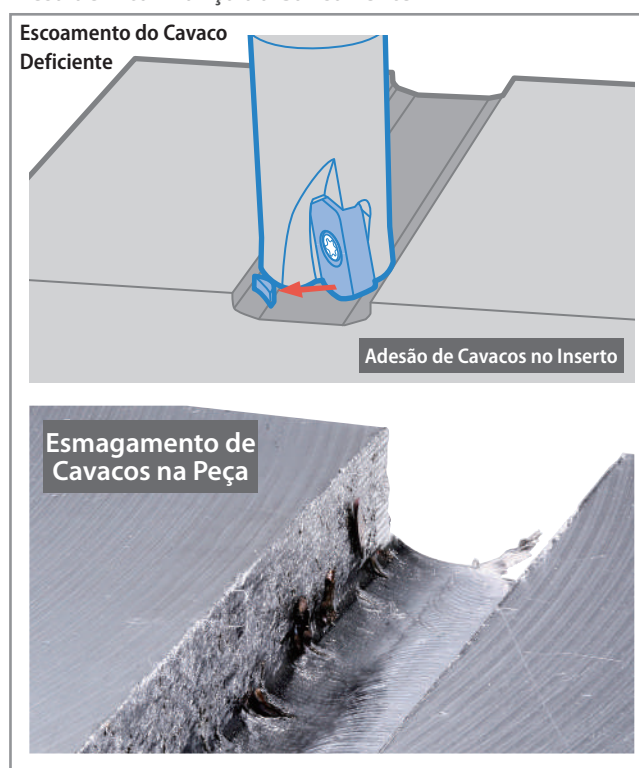 Escoamento do Cavaco
Deficiente
Adesão de Cavacos no Inserto
Esmagamento de
Cavacos na Peça